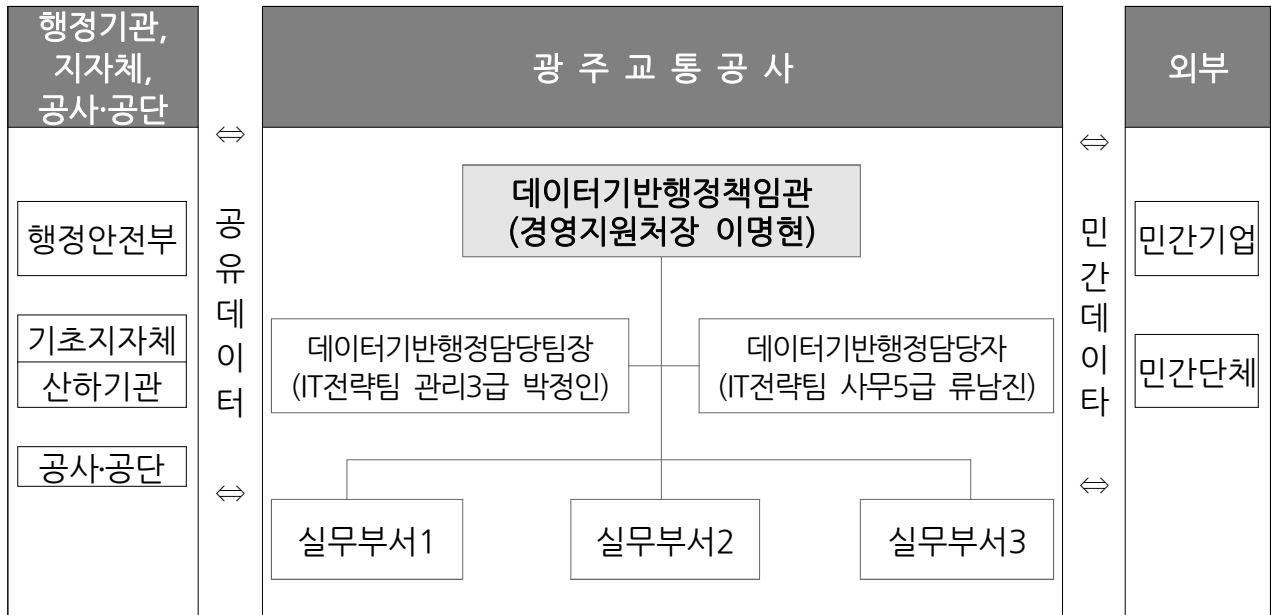 행정기관,
지자체,
공사·공단
광 주 교 통 공 사
외부
⇔
⇔
데이터기반행정책임관
(경영지원처장 이명현)
행정안전부
기초지자체
산하기관
공사·공단
공
유
데
이
터
민
간
데
이
타
민간기업
민간단체
데이터기반행정담당팀장
(IT전략팀 관리3급 박정인)
데이터기반행정담당자
(IT전략팀 사무5급 류남진)
⇔
⇔
실무부서1
실무부서2
실무부서3